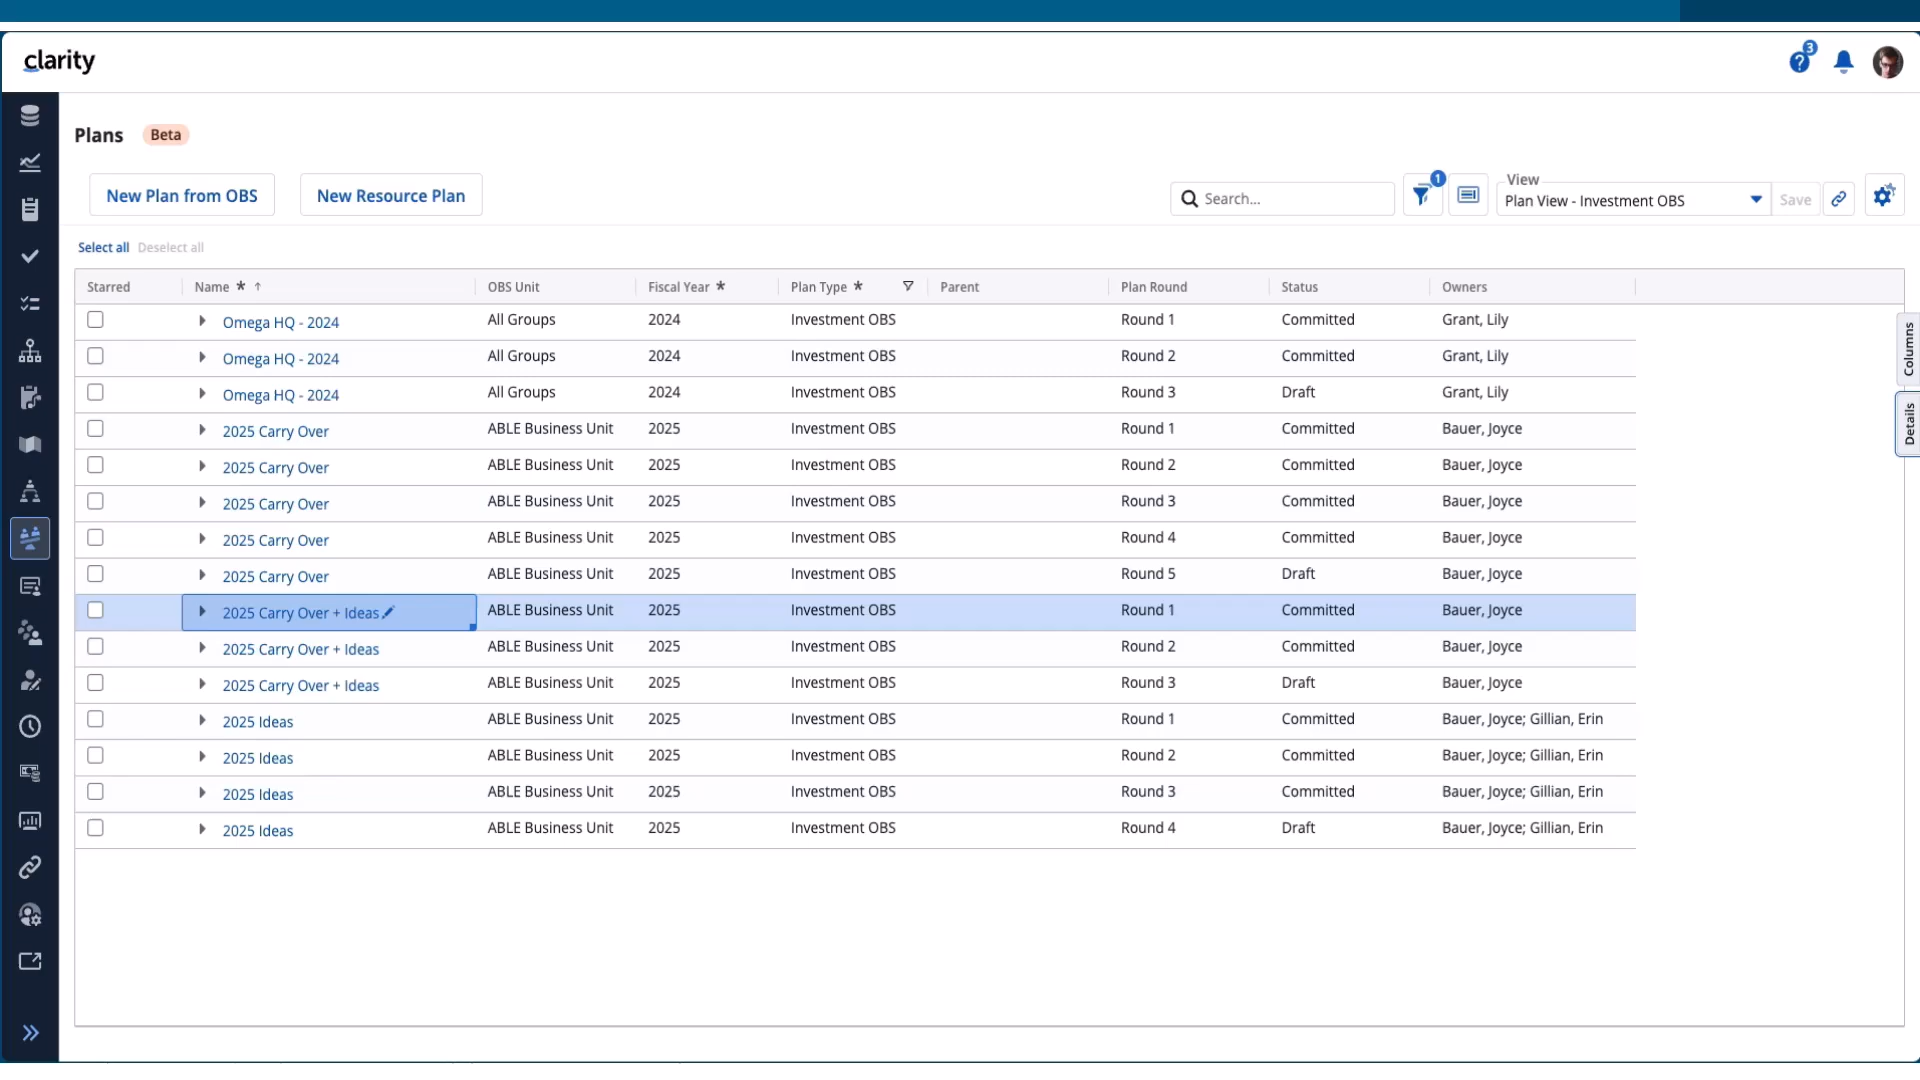 clarity
3
Plans Beta
New Plan from OBS New Resource Plan
Search...
1
View
Plan View - Investment OBS
Save
Select all Deselect all
Starred Name * ↑ OBS Unit Fiscal Year * Plan Type * Parent Plan Round Status Owners
Omega HQ - 2024 All Groups 2024 Investment OBS Round 1 Committed Grant, Lily
Omega HQ - 2024 All Groups 2024 Investment OBS Round 2 Committed Grant, Lily
Omega HQ - 2024 All Groups 2024 Investment OBS Round 3 Draft Grant, Lily
2025 Carry Over ABLE Business Unit 2025 Investment OBS Round 1 Committed Bauer, Joyce
2025 Carry Over ABLE Business Unit 2025 Investment OBS Round 2 Committed Bauer, Joyce
2025 Carry Over ABLE Business Unit 2025 Investment OBS Round 3 Committed Bauer, Joyce
2025 Carry Over ABLE Business Unit 2025 Investment OBS Round 4 Committed Bauer, Joyce
2025 Carry Over ABLE Business Unit 2025 Investment OBS Round 5 Draft Bauer, Joyce
2025 Carry Over + Ideas ABLE Business Unit 2025 Investment OBS Round 1 Committed Bauer, Joyce
2025 Carry Over + Ideas ABLE Business Unit 2025 Investment OBS Round 2 Committed Bauer, Joyce
2025 Carry Over + Ideas ABLE Business Unit 2025 Investment OBS Round 3 Draft Bauer, Joyce
2025 Ideas ABLE Business Unit 2025 Investment OBS Round 1 Committed Bauer, Joyce; Gillian, Erin
2025 Ideas ABLE Business Unit 2025 Investment OBS Round 2 Committed Bauer, Joyce; Gillian, Erin
2025 Ideas ABLE Business Unit 2025 Investment OBS Round 3 Committed Bauer, Joyce; Gillian, Erin
2025 Ideas ABLE Business Unit 2025 Investment OBS Round 4 Draft Bauer, Joyce; Gillian, Erin
Columns
Details